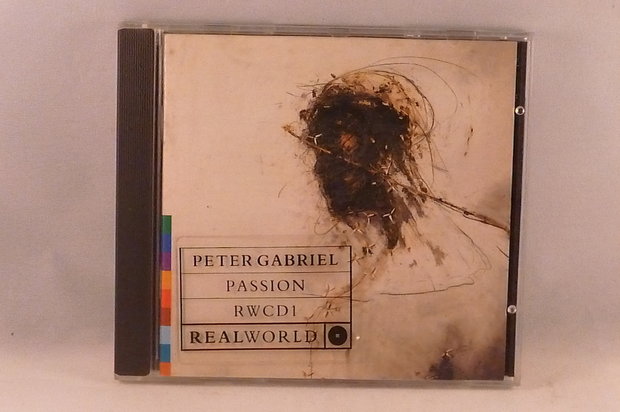 PETER GABRIEL
PASSION
RWCD1
REALWORLD